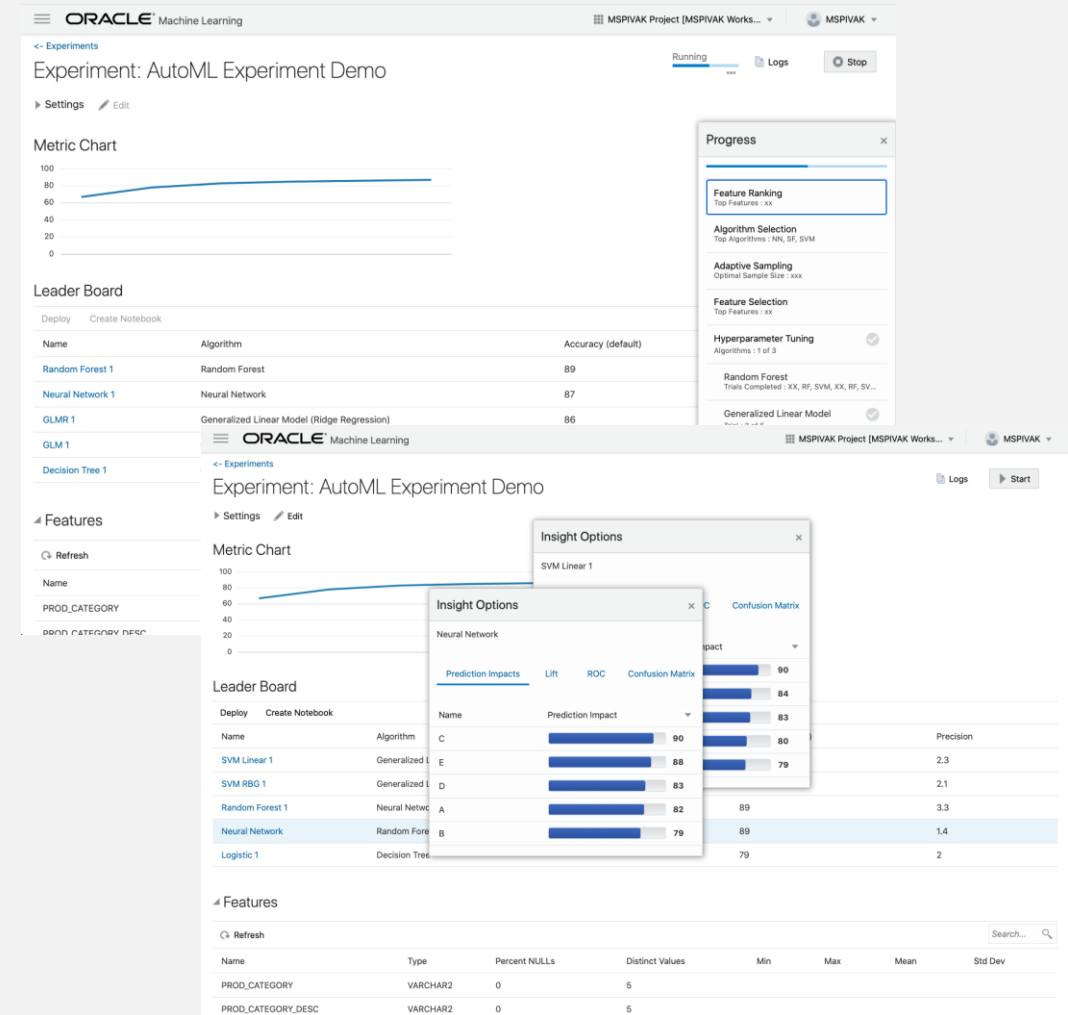 ORACLE Machine Learning
MSPIVAK Project [MSPIVAK Works...
MSPIVAK
<- Experiments
Experiment: AutoML Experiment Demo
Running
xxx
Logs
Stop
Settings
Edit
Metric Chart
100
80
60
40
20
0
Progress
Feature Ranking
Top Features : xx
Algorithm Selection
Top Algorithms : NN, SF, SVM
Adaptive Sampling
Optimal Sample Size : xxx
Feature Selection
Top Features : xx
Hyperparameter Tuning
Algorithms : 1 of 3
Random Forest
Trials Completed : XX, RF, SVM, XX, RF, SV...
Generalized Linear Model
Leader Board
Deploy Create Notebook
Name Algorithm Accuracy (default)
Random Forest 1 Random Forest 89
Neural Network 1 Neural Network 87
GLMR 1 Generalized Linear Model (Ridge Regression) 86
GLM 1
Decision Tree 1
Features
Refresh
Name
PROD_CATEGORY
PROD_CATEGORY_DESC
ORACLE Machine Learning
MSPIVAK Project [MSPIVAK Works...
MSPIVAK
<- Experiments
Experiment: AutoML Experiment Demo
Logs
Start
Settings
Edit
Metric Chart
100
80
60
40
20
0
Insight Options
SVM Linear 1
C Confusion Matrix
mpact
90
84
83
80
79
Insight Options
Neural Network
Prediction Impacts Lift ROC Confusion Matrix
Name Prediction Impact
C 90
E 88
D 83
A 82
B 79
Leader Board
Deploy Create Notebook
Name Algorithm Precision
SVM Linear 1 Generalized L 2.3
SVM RBG 1 Generalized L 2.1
Random Forest 1 Neural Netwo 89 3.3
Neural Network Random Fore 89 1.4
Logistic 1 Decision Tree 79 2
Features
Refresh
Search...
Name Type Percent NULLs Distinct Values Min Max Mean Std Dev
PROD_CATEGORY VARCHAR2 0 5
PROD_CATEGORY_DESC VARCHAR2 0 5